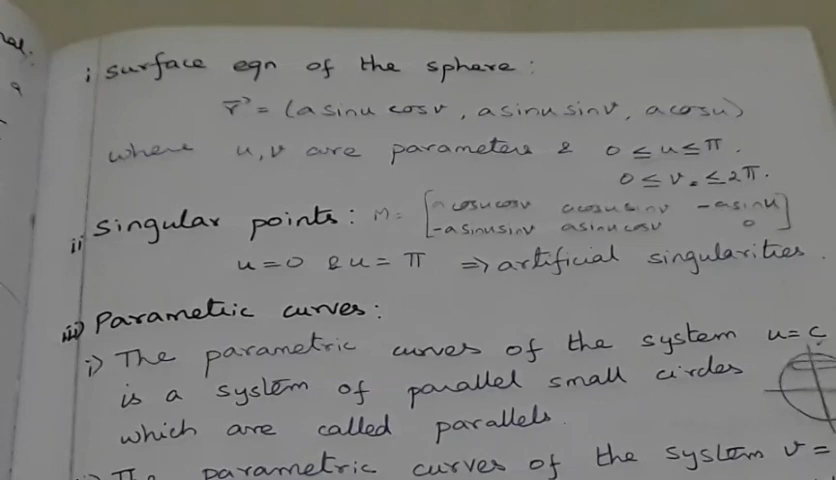 i surface eqn of the sphare:
r⃗ = (a sinu cosv, a sinu sinv, a cosu)
where u, v are parameters & 0 ≤ u ≤ π.
0 ≤ v ≤ 2π.
ii singular points: M = [a cosu cosv a cosu sinv -a sinu
-a sinu sinv a sinu cosv 0]
u=0 & u=π ⇒ artificial singularities.
iii) Parametric curves:
i) The parametric curves of the system u=c
is a system of parallel small circles
which are called parallels.
parametric curves of the system v =